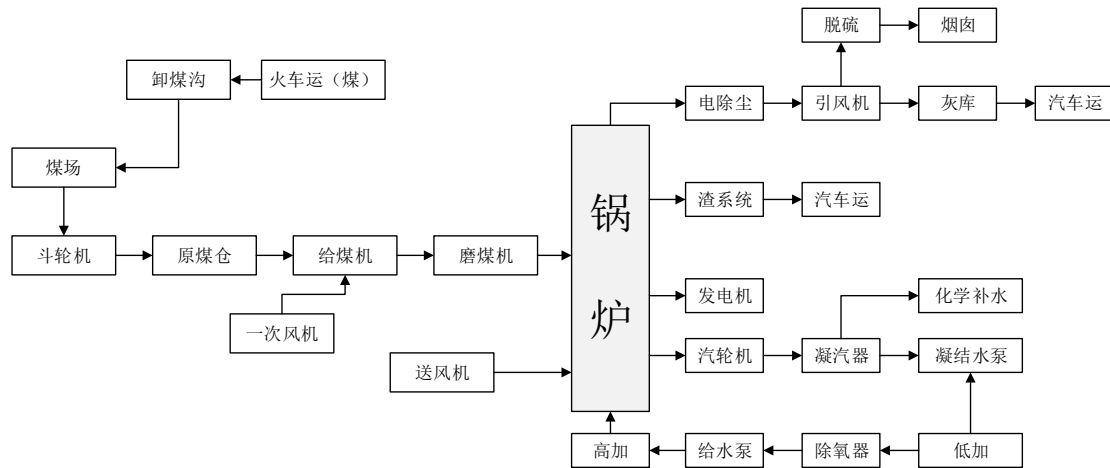 脱硫
烟囱
卸煤沟
火车运（煤）
电除尘
引风机
灰库
汽车运
煤场
锅
炉
渣系统
汽车运
斗轮机
原煤仓
给煤机
磨煤机
发电机
化学补水
一次风机
汽轮机
凝汽器
凝结水泵
送风机
高加
给水泵
除氧器
低加